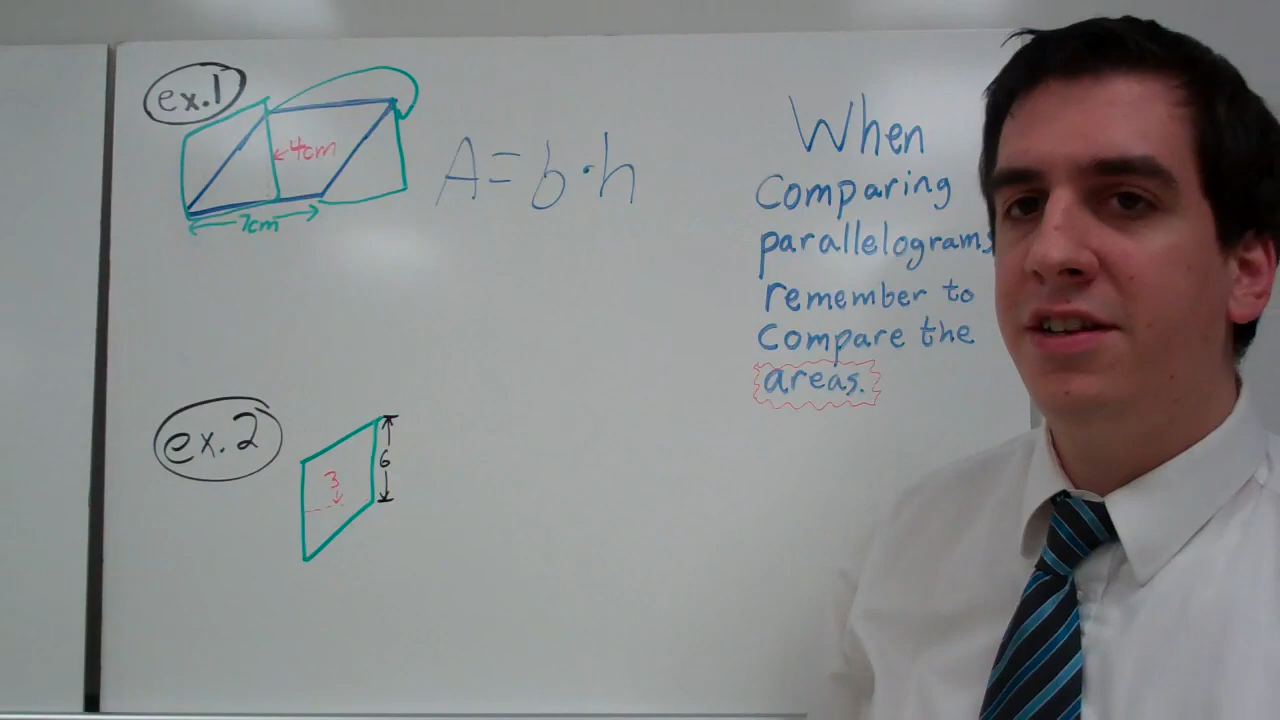 ex.1
4cm
7cm
A=b·h
ex.2
3
6
When
Comparing
parallelograms
remember to
Compare the
areas.